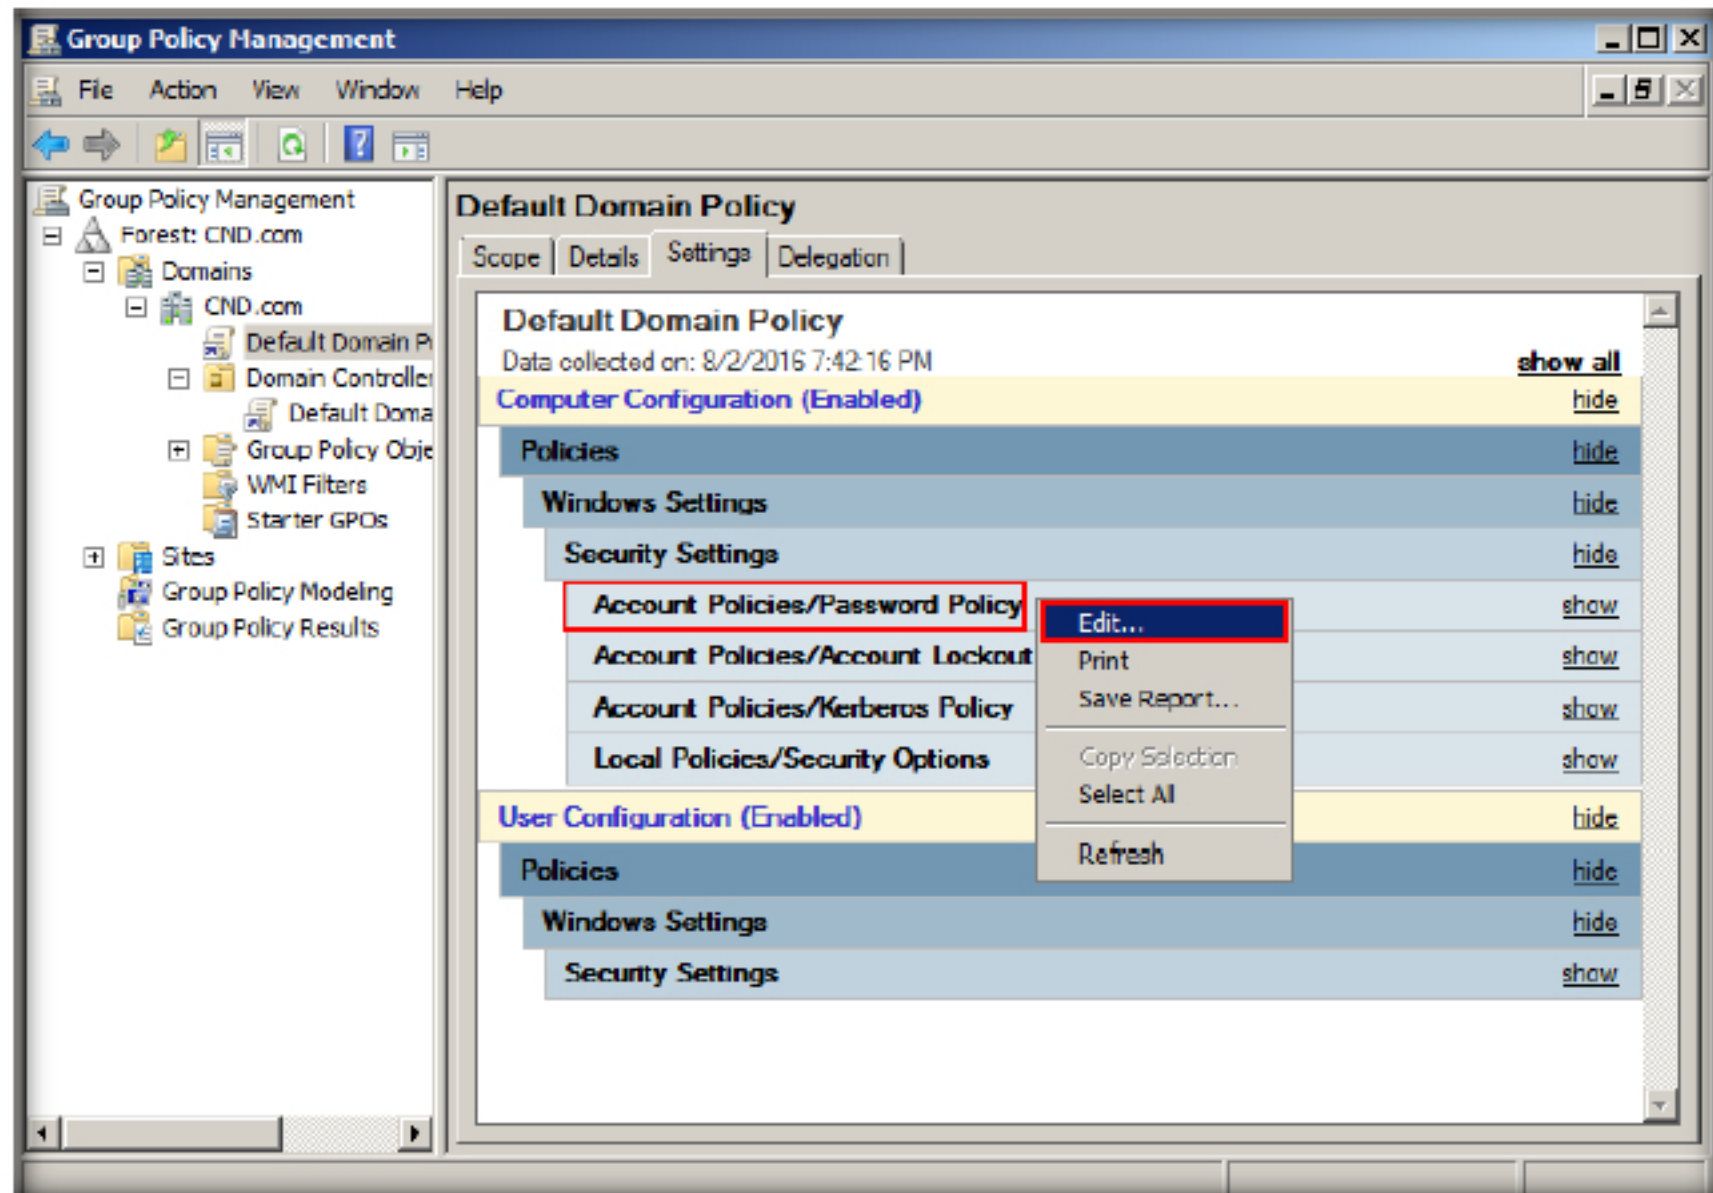 Group Policy Management
File Action View Window Help
Group Policy Management
Forest: CND.com
Domains
CND.com
Default Domain P
Domain Controller
Default Doma
Group Policy Obje
WMI Filters
Starter GPOs
Sites
Group Policy Modeling
Group Policy Results
Default Domain Policy
Scope Details Settings Delegation
Default Domain Policy
Data collected on: 8/2/2016 7:42:16 PM show all
Computer Configuration (Enabled) hide
Policies hide
Windows Settings hide
Security Settings hide
Account Policies/Password Policy show
Account Policies/Account Lockout show
Account Policies/Kerberos Policy show
Local Policies/Security Options show
User Configuration (Enabled) hide
Policies hide
Windows Settings hide
Security Settings show
Edit...
Print
Save Report...
Copy Selection
Select All
Refresh